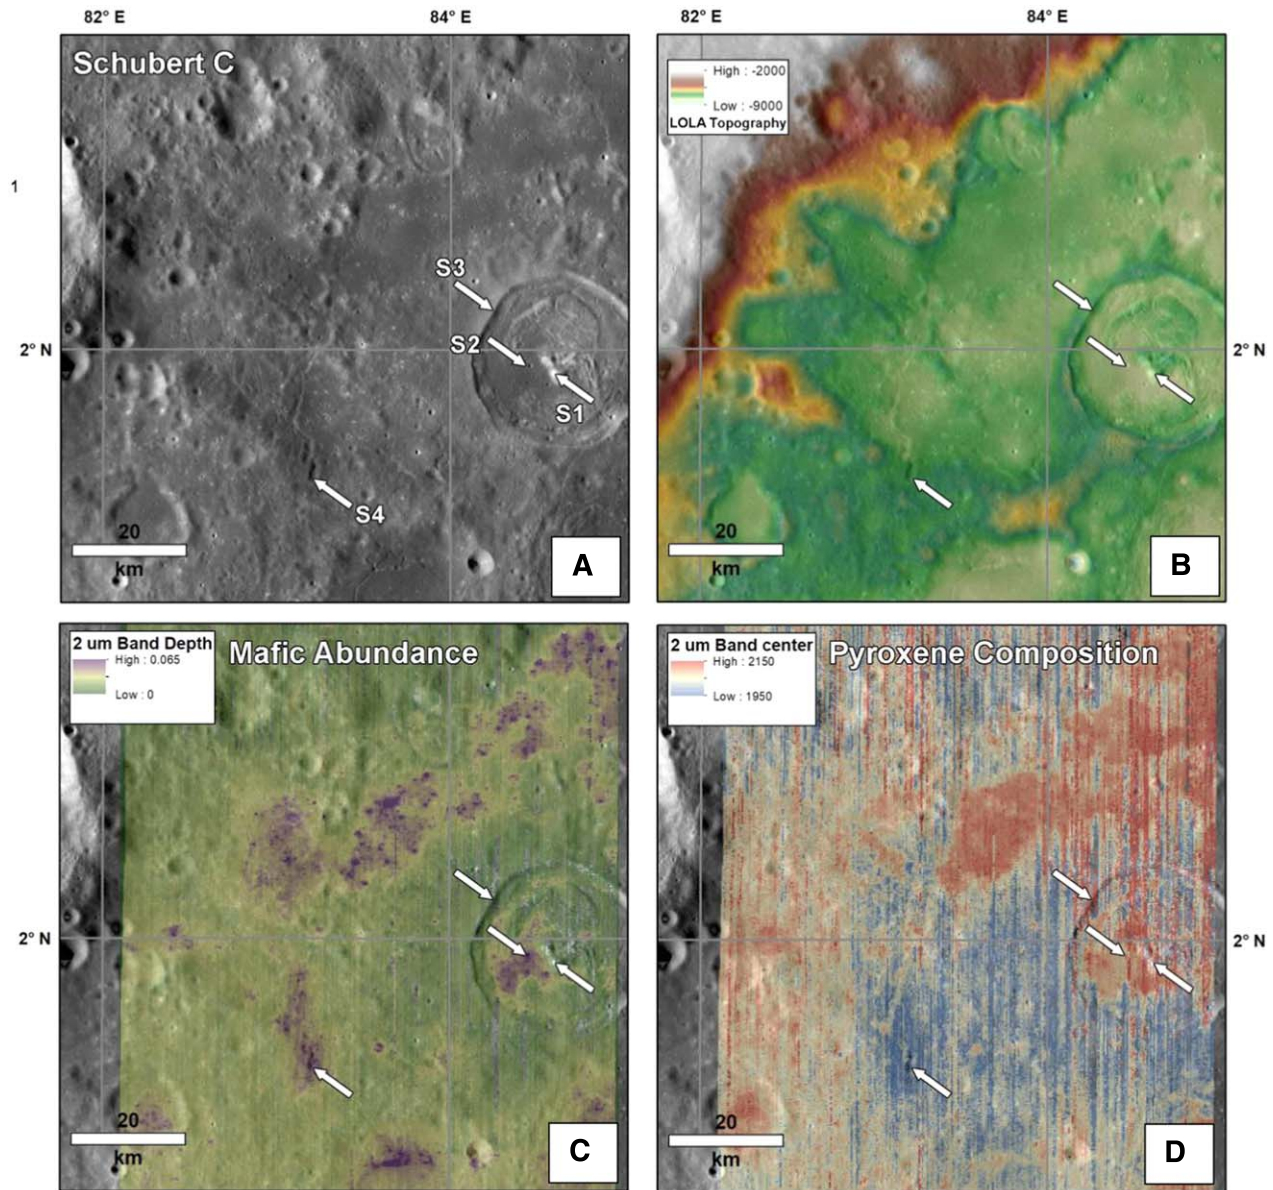 82° E 84° E 82° E 84° E
Schubert C
High : -2000
Low : -9000
LOLA Topography
1
S3
S2
2° N 2° N
S1
S4
20 20
km km
A B
2 um Band Depth
High : 0.065
Low : 0
Mafic Abundance
2 um Band center
High : 2150
Low : 1950
Pyroxene Composition
2° N 2° N
20 20
km km
C D